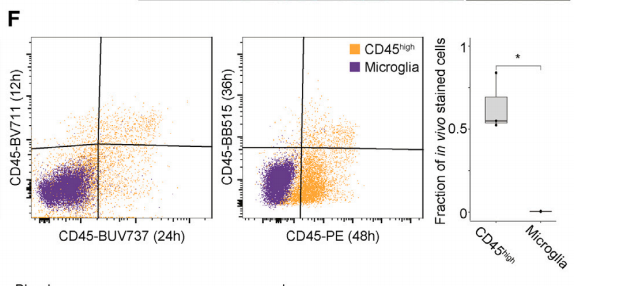 F
CD45-BV711 (12h)
CD45-BUV737 (24h)
CD45-BB515 (36h)
CD45-PE (48h)
CD45high
Microglia
Fraction of in vivo stained cells
1
0.5
0
*
CD45high
Microglia